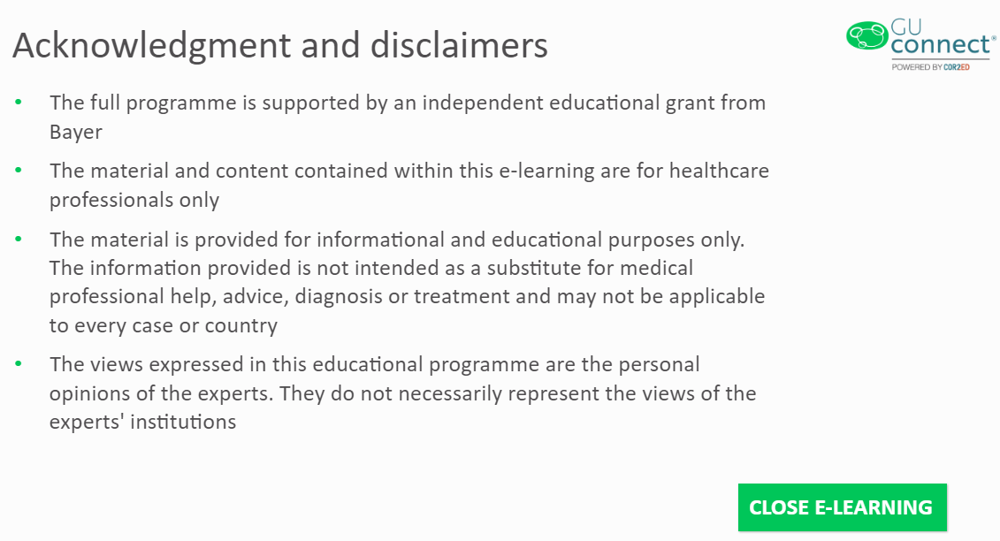 Acknowledgment and disclaimers
GU
connect®
POWERED BY COR2ED
• The full programme is supported by an independent educational grant from
Bayer
• The material and content contained within this e-learning are for healthcare
professionals only
• The material is provided for informational and educational purposes only.
The information provided is not intended as a substitute for medical
professional help, advice, diagnosis or treatment and may not be applicable
to every case or country
• The views expressed in this educational programme are the personal
opinions of the experts. They do not necessarily represent the views of the
experts' institutions
CLOSE E-LEARNING